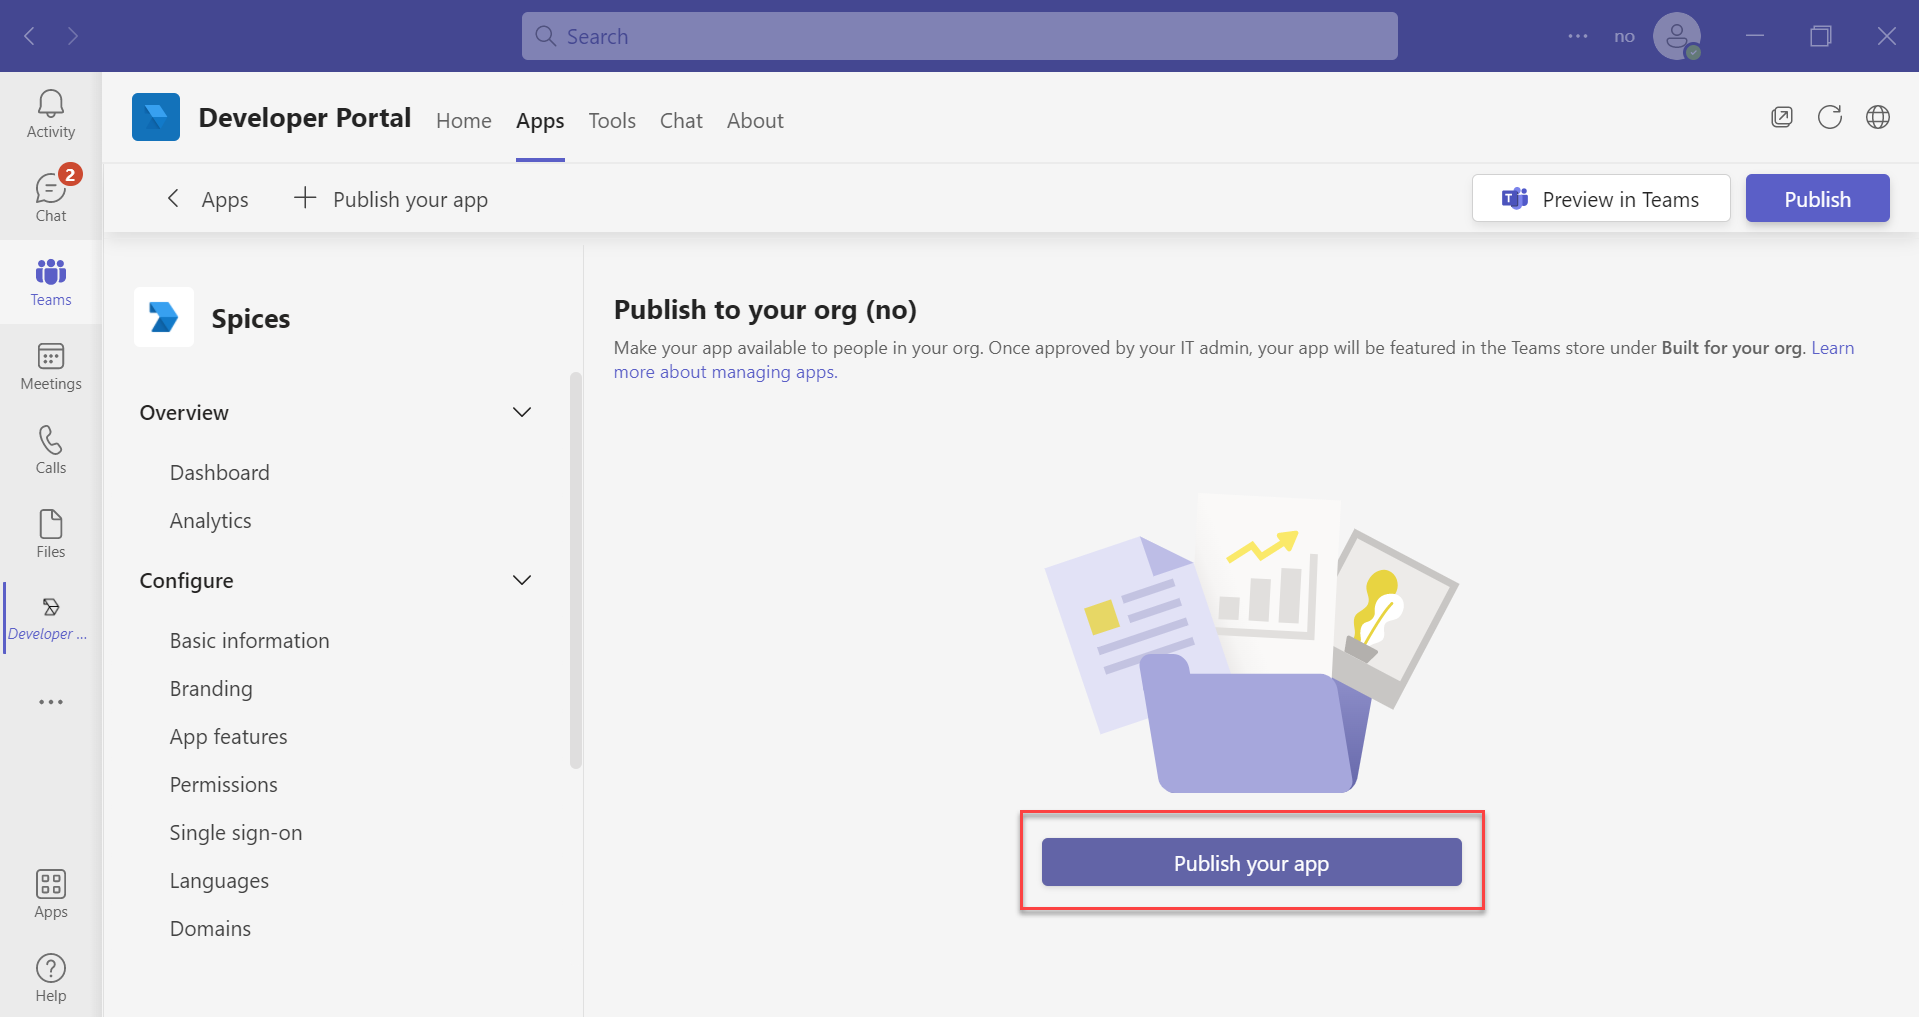 Search
no
Activity
2
Chat
Teams
Meetings
Calls
Files
Developer ...
Apps
Help
Developer Portal
Home
Apps
Tools
Chat
About
Apps
Publish your app
Preview in Teams
Publish
Spices
Overview
Dashboard
Analytics
Configure
Basic information
Branding
App features
Permissions
Single sign-on
Languages
Domains
Publish to your org (no)
Make your app available to people in your org. Once approved by your IT admin, your app will be featured in the Teams store under Built for your org. Learn
more about managing apps.
Publish your app